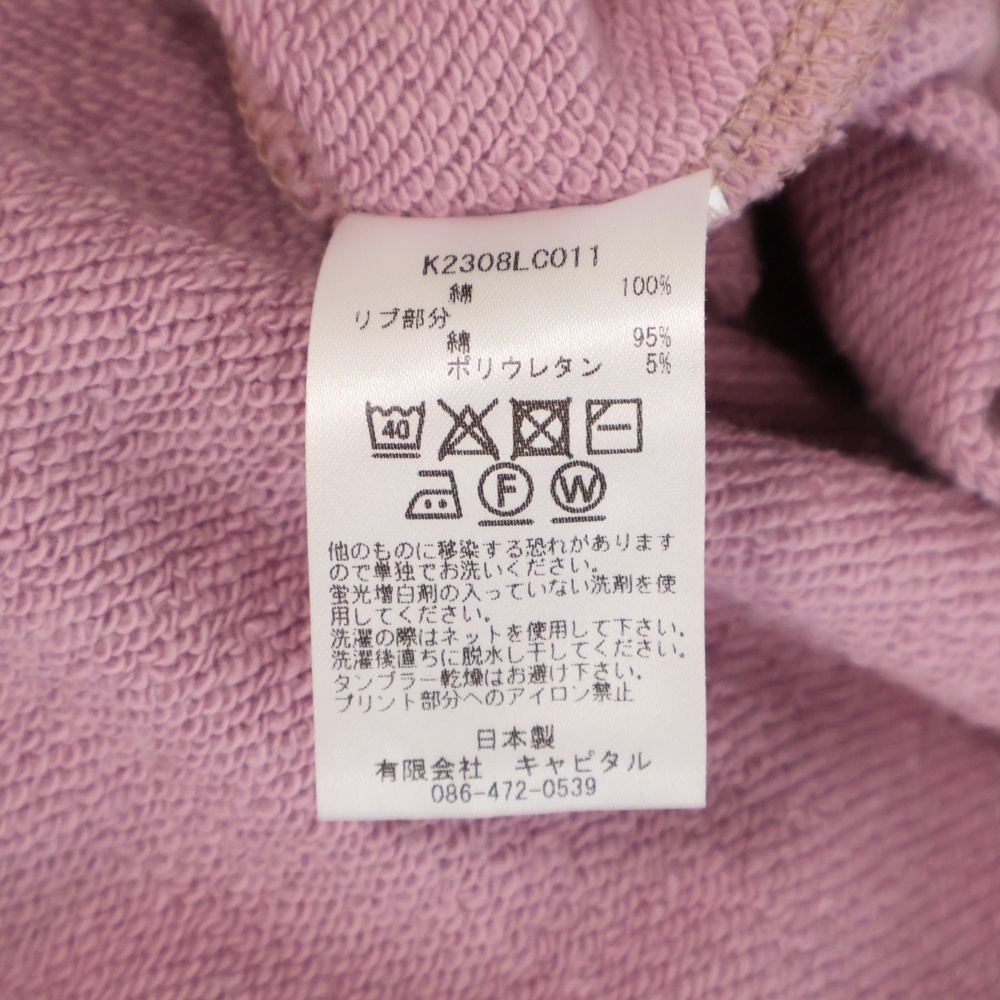 K2308LC011
綿 100%
リブ部分
綿 95%
ポリウレタン 5%
40
F W
他のものに移染する恐れがあります
ので単独でお洗いください。
蛍光増白剤の入っていない洗剤を使
用してください。
洗濯の際はネットを使用して下さい。
洗濯後直ちに脱水し干してください。
タンブラー乾燥はお避け下さい。
プリント部分へのアイロン禁止
日本製
有限会社 キャピタル
086-472-0539